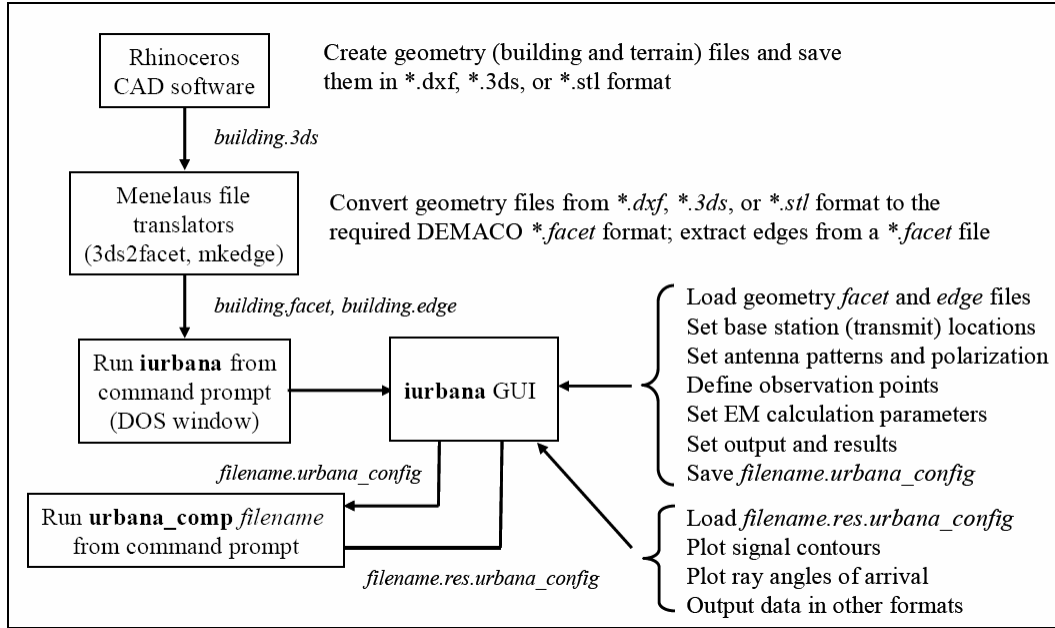 Rhinoceros
CAD software
Create geometry (building and terrain) files and save
them in *.dxf, *.3ds, or *.stl format
building.3ds
Menelaus file
translators
(3ds2facet, mkedge)
Convert geometry files from *.dxf, *.3ds, or *.stl format to the
required DEMACO *.facet format; extract edges from a *.facet file
building.facet, building.edge
Run iurbana from
command prompt
(DOS window)
iurbana GUI
Load geometry facet and edge files
Set base station (transmit) locations
Set antenna patterns and polarization
Define observation points
Set EM calculation parameters
Set output and results
Save filename.urbana_config
filename.urbana_config
Run urbana_comp filename
from command prompt
filename.res.urbana_config
Load filename.res.urbana_config
Plot signal contours
Plot ray angles of arrival
Output data in other formats